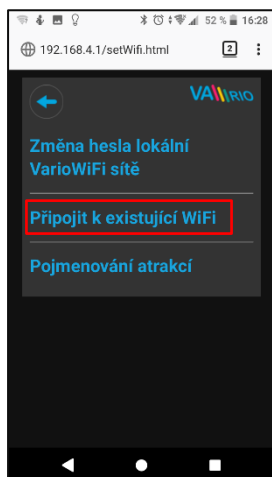 52 % 16:28
192.168.4.1/setWifi.html 2
VARIO
Změna hesla lokální
VarioWiFi sítě
Připojit k existující WiFi
Pojmenování atrakcí